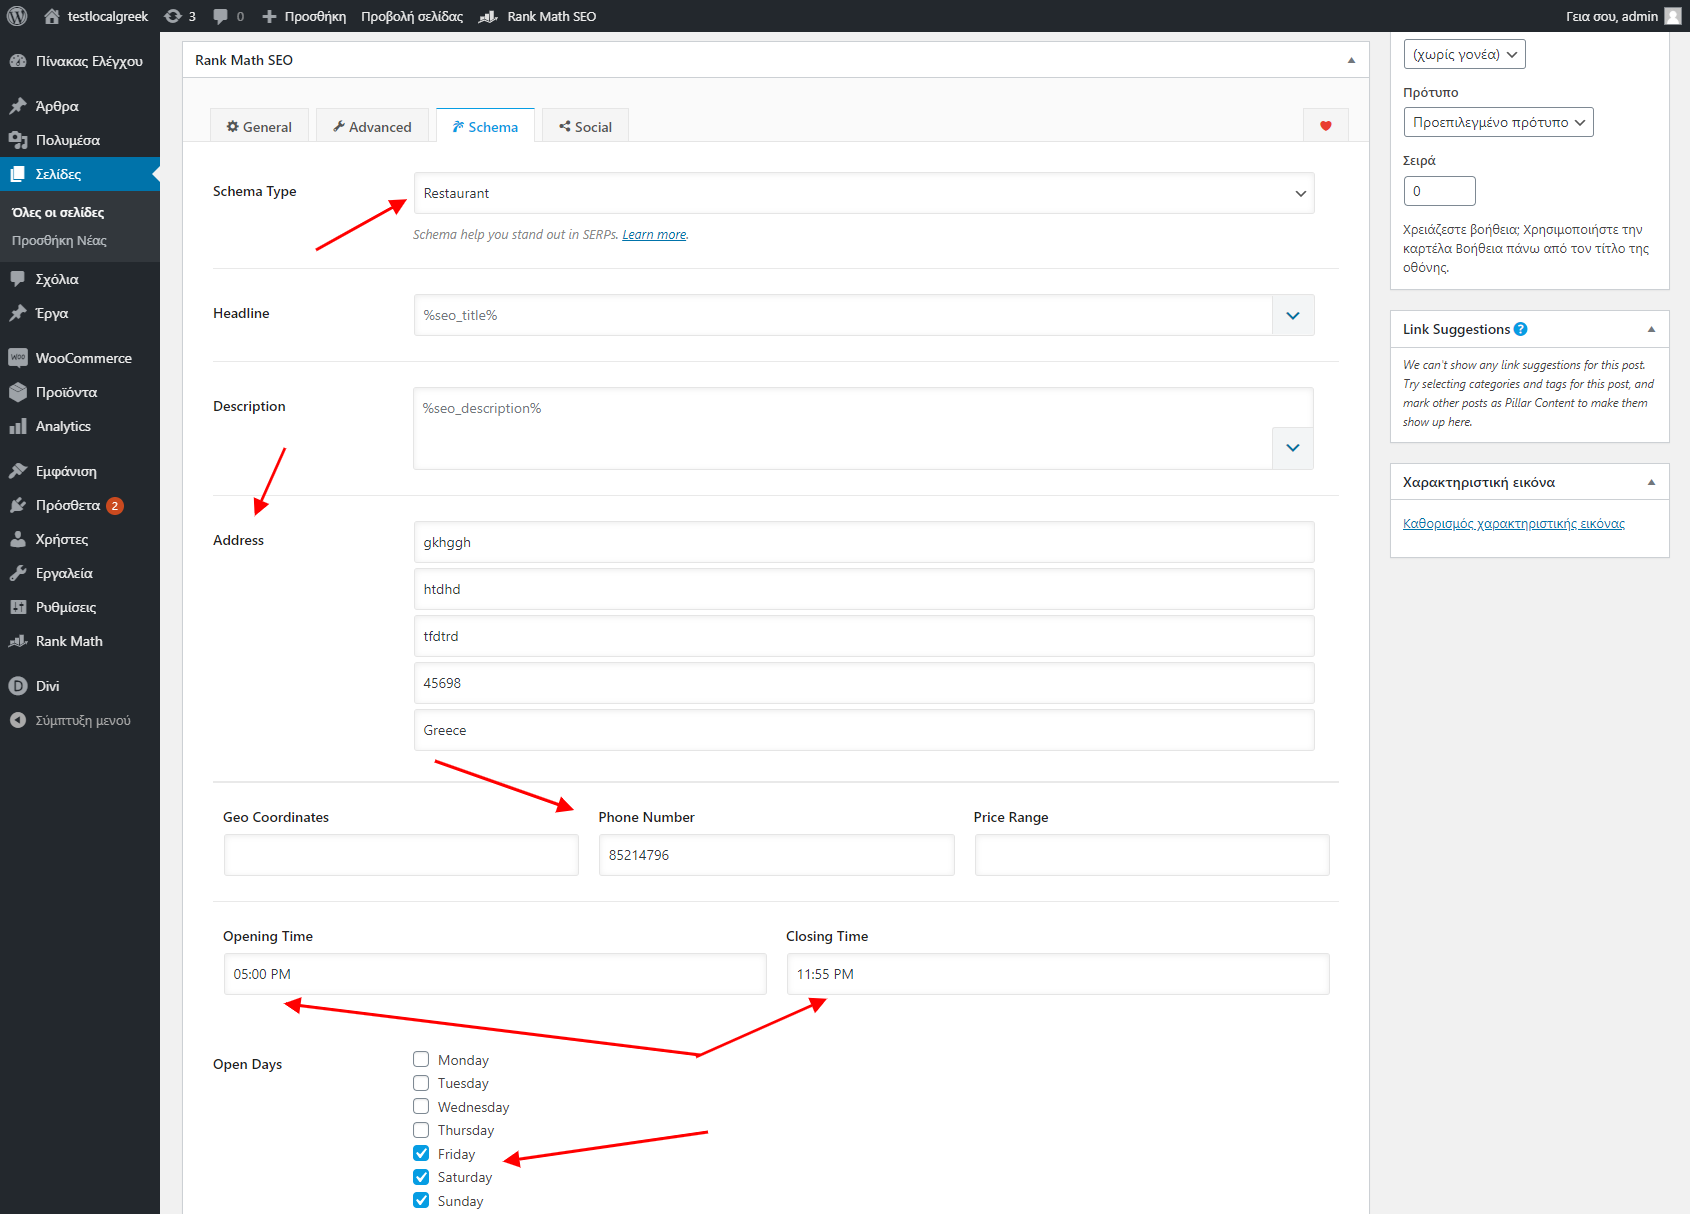 testlocalgreek
3
0
Προσθήκη
Προβολή σελίδας
Rank Math SEO
Γεια σου, admin
Πίνακας Ελέγχου
Άρθρα
Πολυμέσα
Σελίδες
Όλες οι σελίδες
Προσθήκη Νέας
Σχόλια
Έργα
WooCommerce
Προϊόντα
Analytics
Εμφάνιση
Πρόσθετα 2
Χρήστες
Εργαλεία
Ρυθμίσεις
Rank Math
Divi
Σύμπτυξη μενού
Rank Math SEO
General
Advanced
Schema
Social
Schema Type
Restaurant
Schema help you stand out in SERPs. Learn more.
Headline
%seo_title%
Description
%seo_description%
Address
gkhggh
htdhd
tfdtrd
45698
Greece
Geo Coordinates
Phone Number
Price Range
85214796
Opening Time
Closing Time
05:00 PM
11:55 PM
Open Days
Monday
Tuesday
Wednesday
Thursday
Friday
Saturday
Sunday
(χωρίς γονέα)
Πρότυπο
Προεπιλεγμένο πρότυπο
Σειρά
0
Χρειάζεστε βοήθεια; Χρησιμοποιήστε την
καρτέλα Βοήθεια πάνω από τον τίτλο της
οθόνης.
Link Suggestions ?
We can't show any link suggestions for this post.
Try selecting categories and tags for this post, and
mark other posts as Pillar Content to make them
show up here.
Χαρακτηριστική εικόνα
Καθορισμός χαρακτηριστικής εικόνας